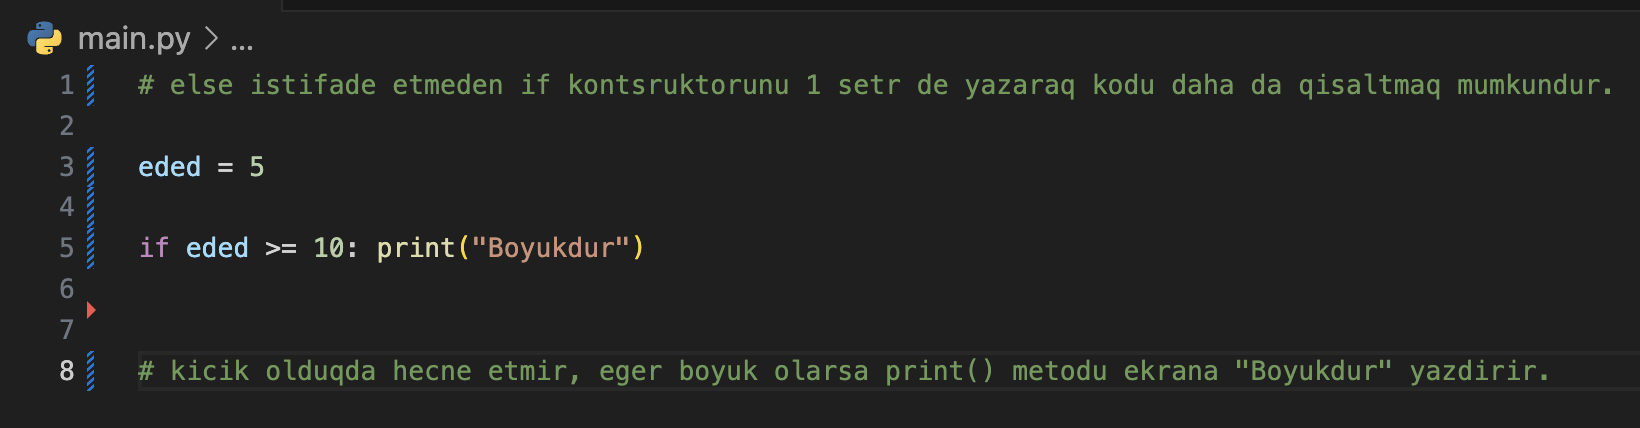 main.py > ...
1 # else istifade etmeden if kontsruktorunu 1 setr de yazaraq kodu daha da qisaltmaq mumkundur.
2
3 eded = 5
4
5 if eded >= 10: print("Boyukdur")
6
7
8 # kicik olduqda hecne etmir, eger boyuk olarsa print() metodu ekrana "Boyukdur" yazdirir.